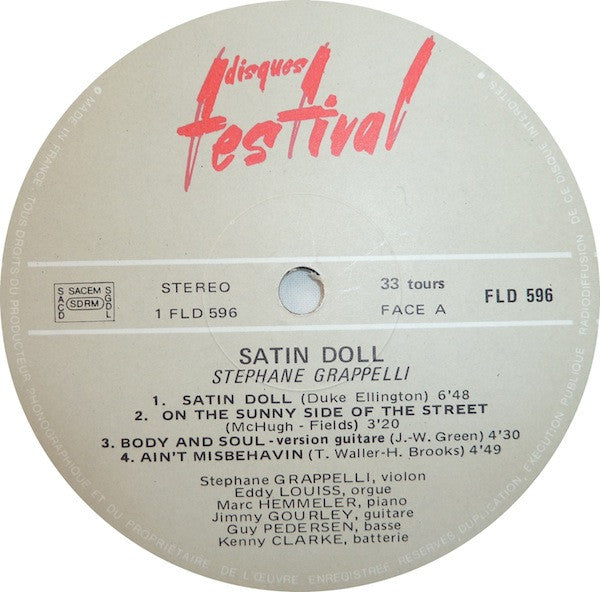 disques
festival
SACEM
SACD
SDRM
SGDL
STEREO
1 FLD 596
33 tours
FACE A
FLD 596
SATIN DOLL
STEPHANE GRAPPELLI
1. SATIN DOLL (Duke Ellington) 6'48
2. ON THE SUNNY SIDE OF THE STREET
(McHugh - Fields) 3'20
3. BODY AND SOUL - version guitare (J.-W. Green) 4'30
4. AIN'T MISBEHAVIN (T. Waller-H. Brooks) 4'49
Stephane GRAPPELLI, violon
Eddy LOUISS, orgue
Marc HEMMELER, piano
Jimmy GOURLEY, guitare
Guy PEDERSEN, basse
Kenny CLARKE, batterie
• MADE IN FRANCE - TOUS DROITS DU PRODUCTEUR PHONOGRAPHIQUE ET DU PROPRIÉTAIRE DE L'ŒUVRE ENREGISTRÉE RÉSERVÉS DUPLICATION, EXÉCUTION PUBLIQUE RADIODIFFUSION DE CE DISQUE INTERDITES •